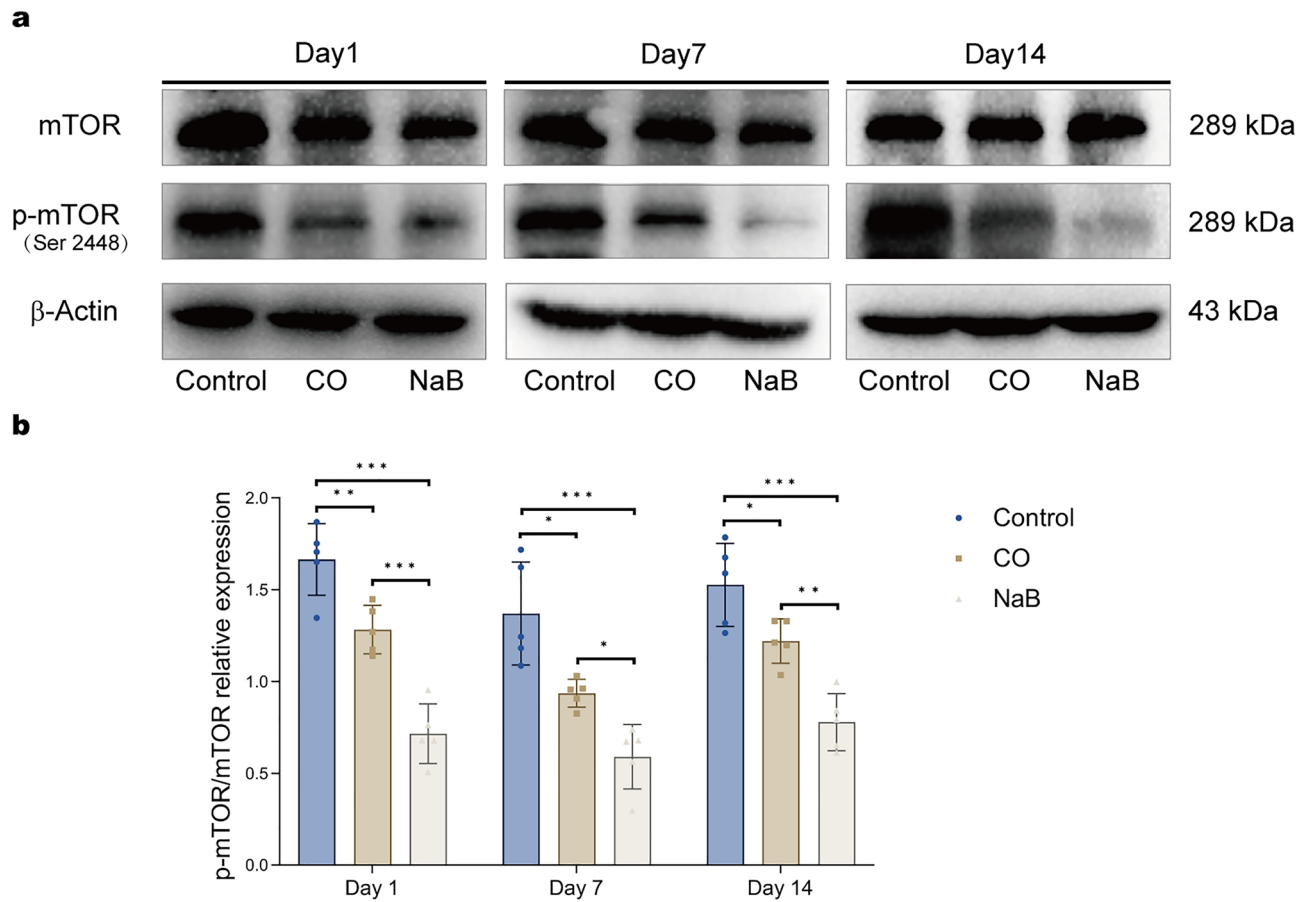 a
Day1 Day7 Day14
mTOR 289 kDa
p-mTOR 289 kDa
(Ser 2448)
β-Actin 43 kDa
Control CO NaB Control CO NaB Control CO NaB
b
p-mTOR/mTOR relative expression
2.0
1.5
1.0
0.5
0.0
*** ** ***
*** * *
*** * **
Day 1 Day 7 Day 14
Control
CO
NaB